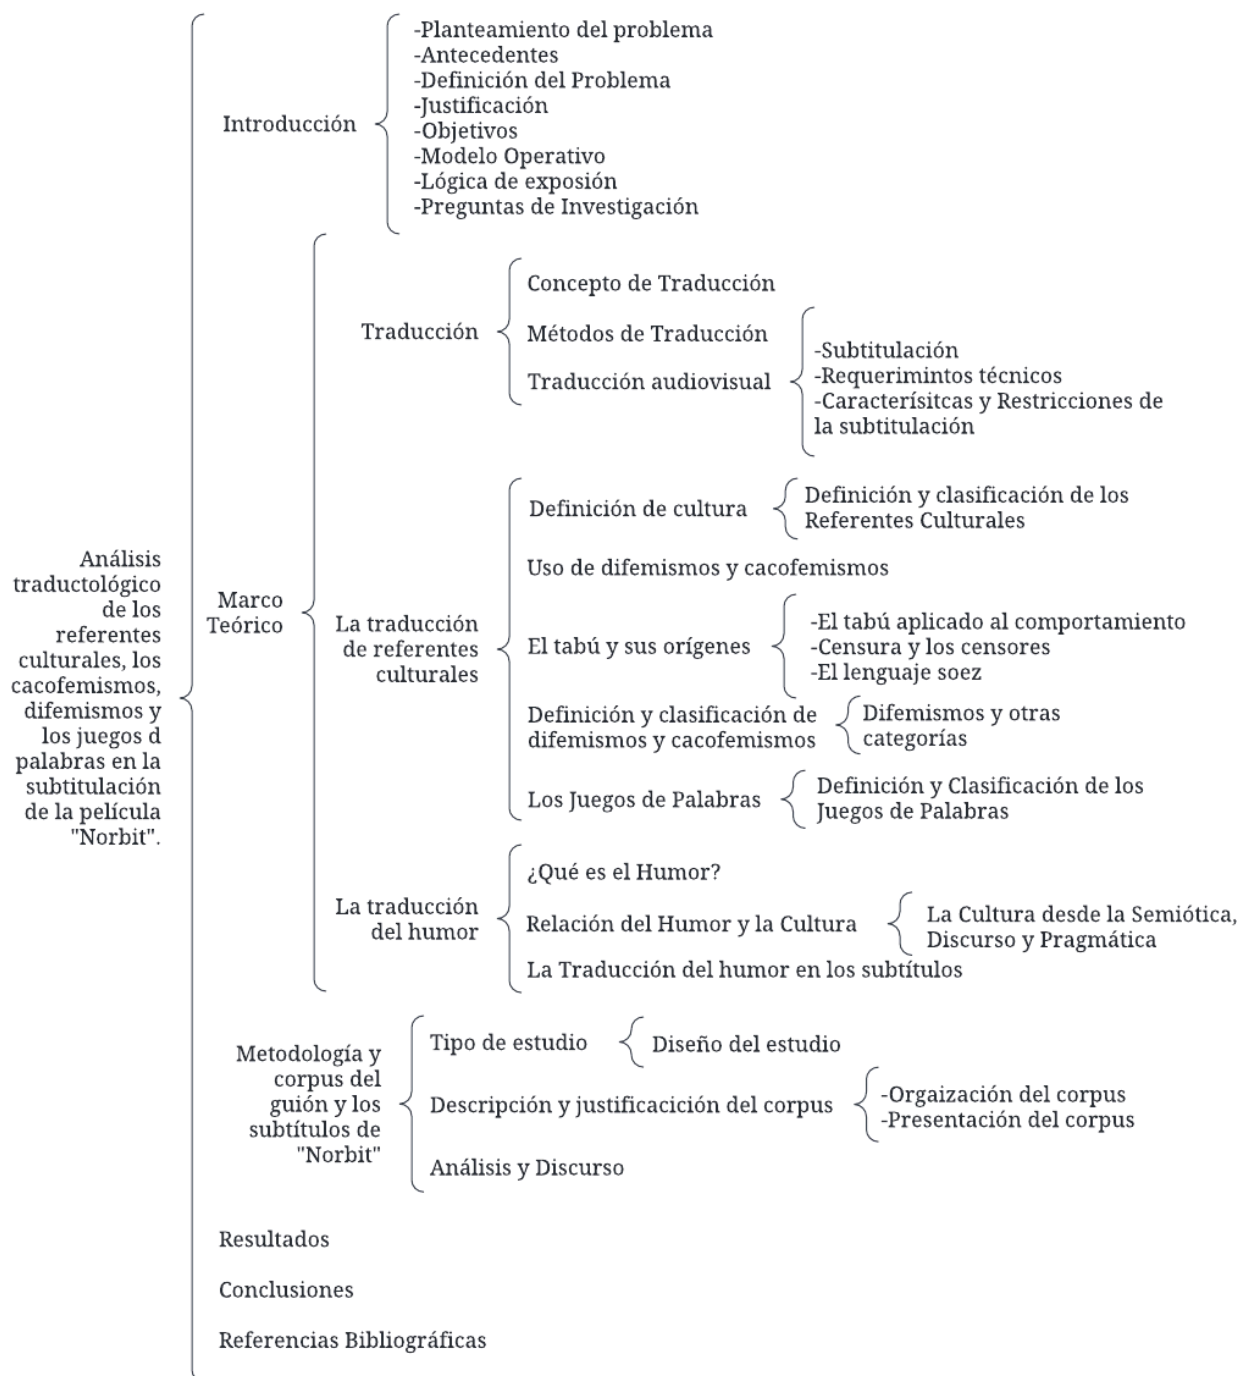 Análisis
traductológico
de los
referentes
culturales, los
cacofemismos,
difemismos y
los juegos d
palabras en la
subtitulación
de la película
"Norbit".
Introducción
-Planteamiento del problema
-Antecedentes
-Definición del Problema
-Justificación
-Objetivos
-Modelo Operativo
-Lógica de exposión
-Preguntas de Investigación
Marco
Teórico
Traducción
Concepto de Traducción
Métodos de Traducción
Traducción audiovisual
-Subtitulación
-Requerimintos técnicos
-Caracterísitcas y Restricciones de
la subtitulación
La traducción
de referentes
culturales
Definición de cultura
Definición y clasificación de los
Referentes Culturales
Uso de difemismos y cacofemismos
El tabú y sus orígenes
-El tabú aplicado al comportamiento
-Censura y los censores
-El lenguaje soez
Definición y clasificación de
difemismos y cacofemismos
Difemismos y otras
categorías
Los Juegos de Palabras
Definición y Clasificación de los
Juegos de Palabras
La traducción
del humor
¿Qué es el Humor?
Relación del Humor y la Cultura
La Cultura desde la Semiótica,
Discurso y Pragmática
La Traducción del humor en los subtítulos
Metodología y
corpus del
guión y los
subtítulos de
"Norbit"
Tipo de estudio
Diseño del estudio
Descripción y justificacición del corpus
-Orgaización del corpus
-Presentación del corpus
Análisis y Discurso
Resultados
Conclusiones
Referencias Bibliográficas